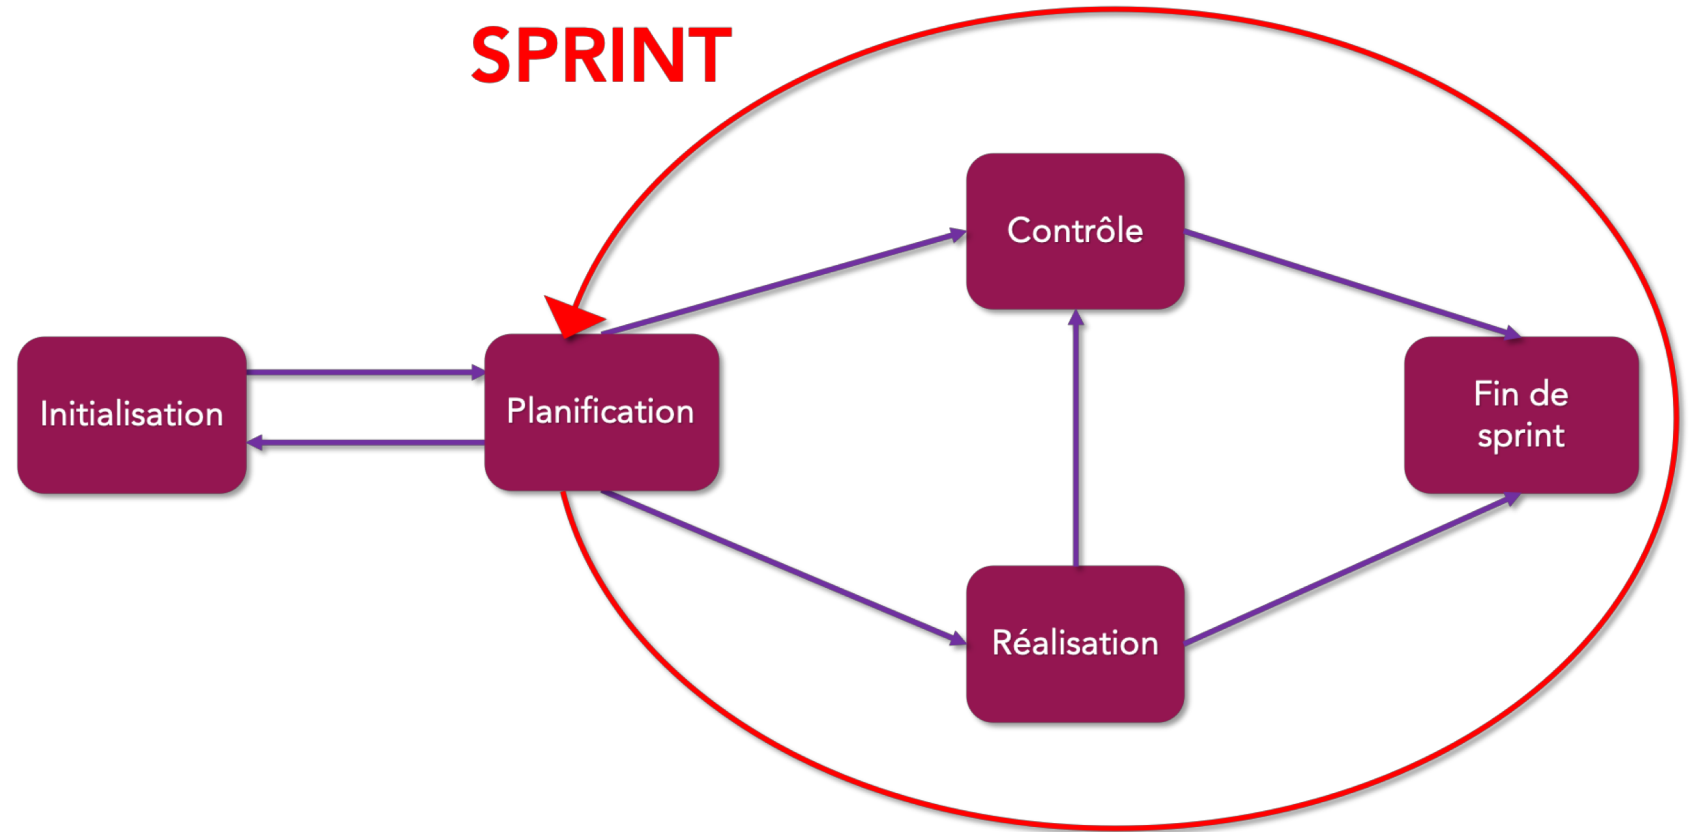 SPRINT
Contrôle
Initialisation
Planification
Fin de
sprint
Réalisation